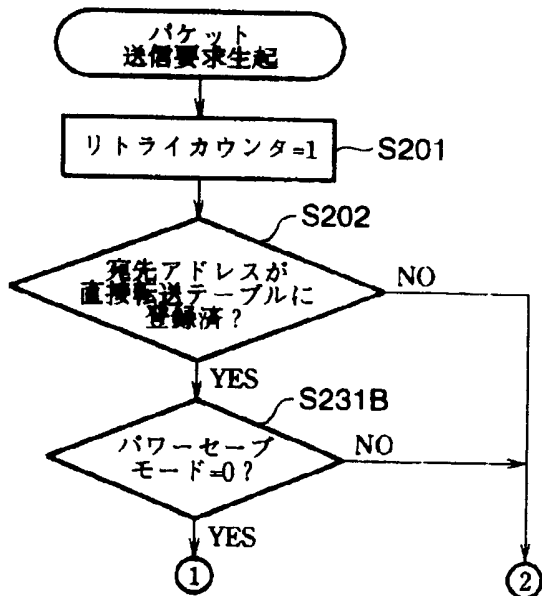 パケット
送信要求生起
リトライカウンタ=1
S201
S202
宛先アドレスが
直接転送テーブルに
登録済?
NO
YES
S231B
パワーセーブ
モード=0?
NO
YES
1
2